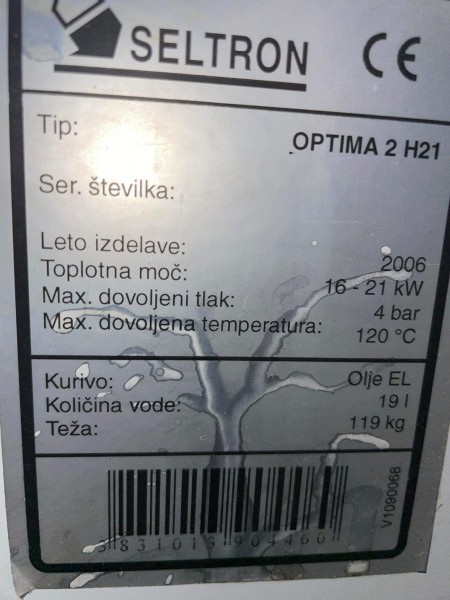 SELTRON CE
Tip: OPTIMA 2 H21
Ser. številka:
Leto izdelave: 2006
Toplotna moč: 16 - 21 kW
Max. dovoljeni tlak: 4 bar
Max. dovoljena temperatura: 120 °C
Kurivo: Olje EL
Količina vode: 19 l
Teža: 119 kg
V1090068
3831013904460